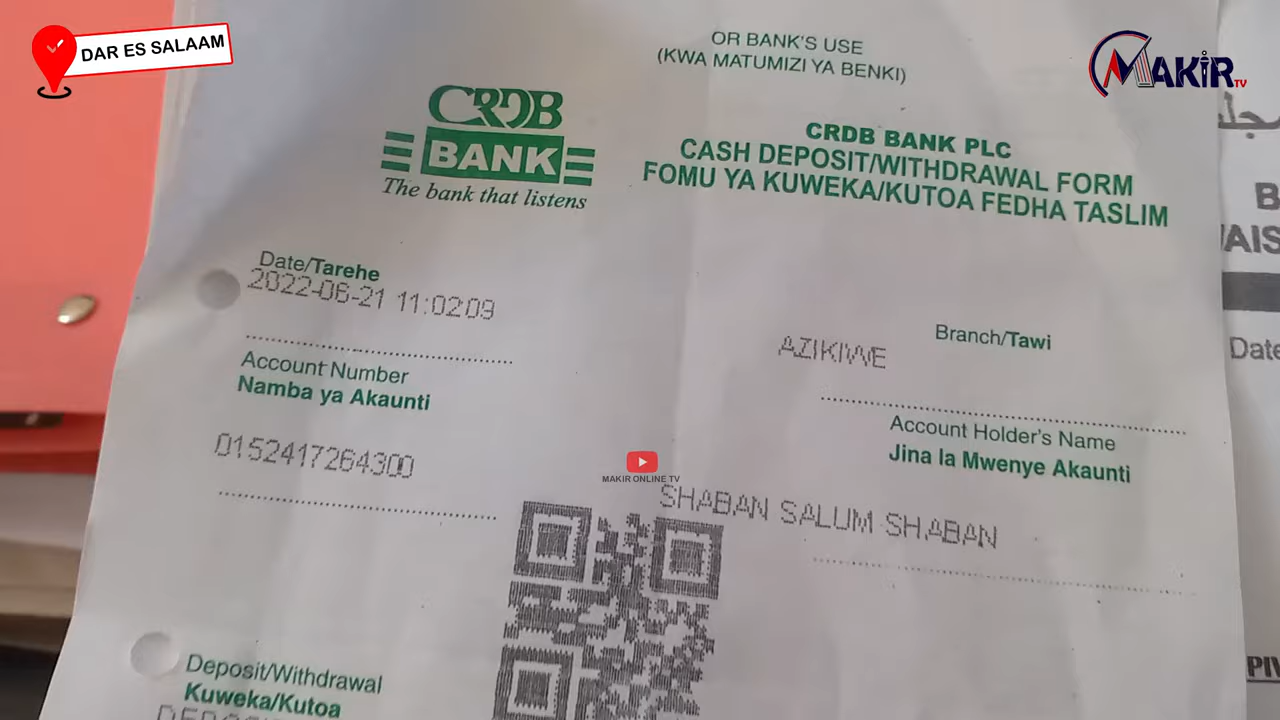 DAR ES SALAAM
MAKIR TV
OR BANK'S USE
(KWA MATUMIZI YA BENKI)
CRDB
BANK
The bank that listens
CRDB BANK PLC
CASH DEPOSIT/WITHDRAWAL FORM
FOMU YA KUWEKA/KUTOA FEDHA TASLIM
Date/Tarehe
2022-06-21 11:02:09
Branch/Tawi
AZIKIWE
Account Number
Namba ya Akaunti
0152417264300
Account Holder's Name
Jina la Mwenye Akaunti
SHABAN SALUM SHABAN
MAKIR ONLINE TV
Deposit/Withdrawal
Kuweka/Kutoa
Date